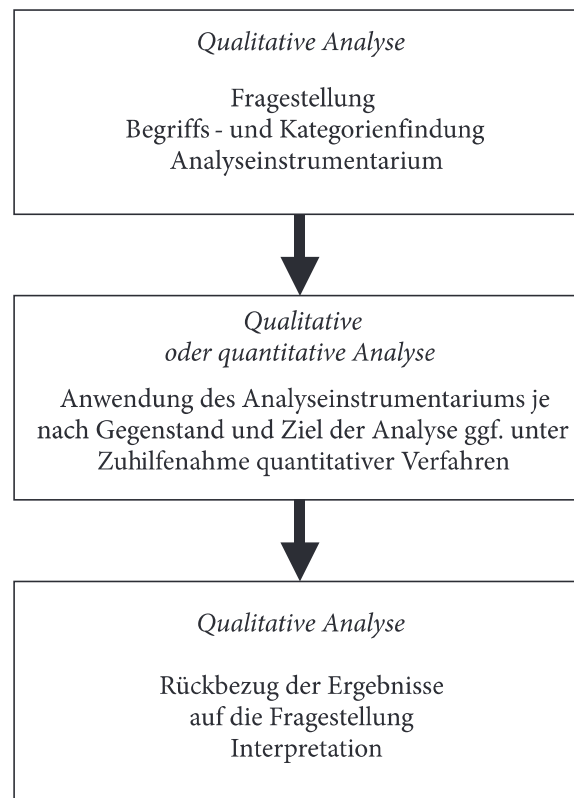 Qualitative Analyse
Fragestellung
Begriffs - und Kategorienfindung
Analyseinstrumentarium
Qualitative
oder quantitative Analyse
Anwendung des Analyseinstrumentariums je
nach Gegenstand und Ziel der Analyse ggf. unter
Zuhilfenahme quantitativer Verfahren
Qualitative Analyse
Rückbezug der Ergebnisse
auf die Fragestellung
Interpretation